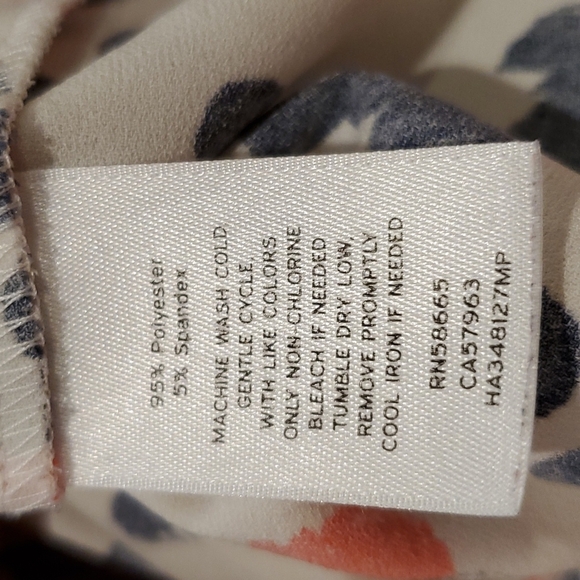 95% Polyester
5% Spandex
MACHINE WASH COLD,
GENTLE CYCLE,
WITH LIKE COLORS
ONLY NON-CHLORINE
BLEACH IF NEEDED
TUMBLE DRY LOW,
REMOVE PROMPTLY
COOL IRON IF NEEDED
RN58665
CA57963
HA348127MP